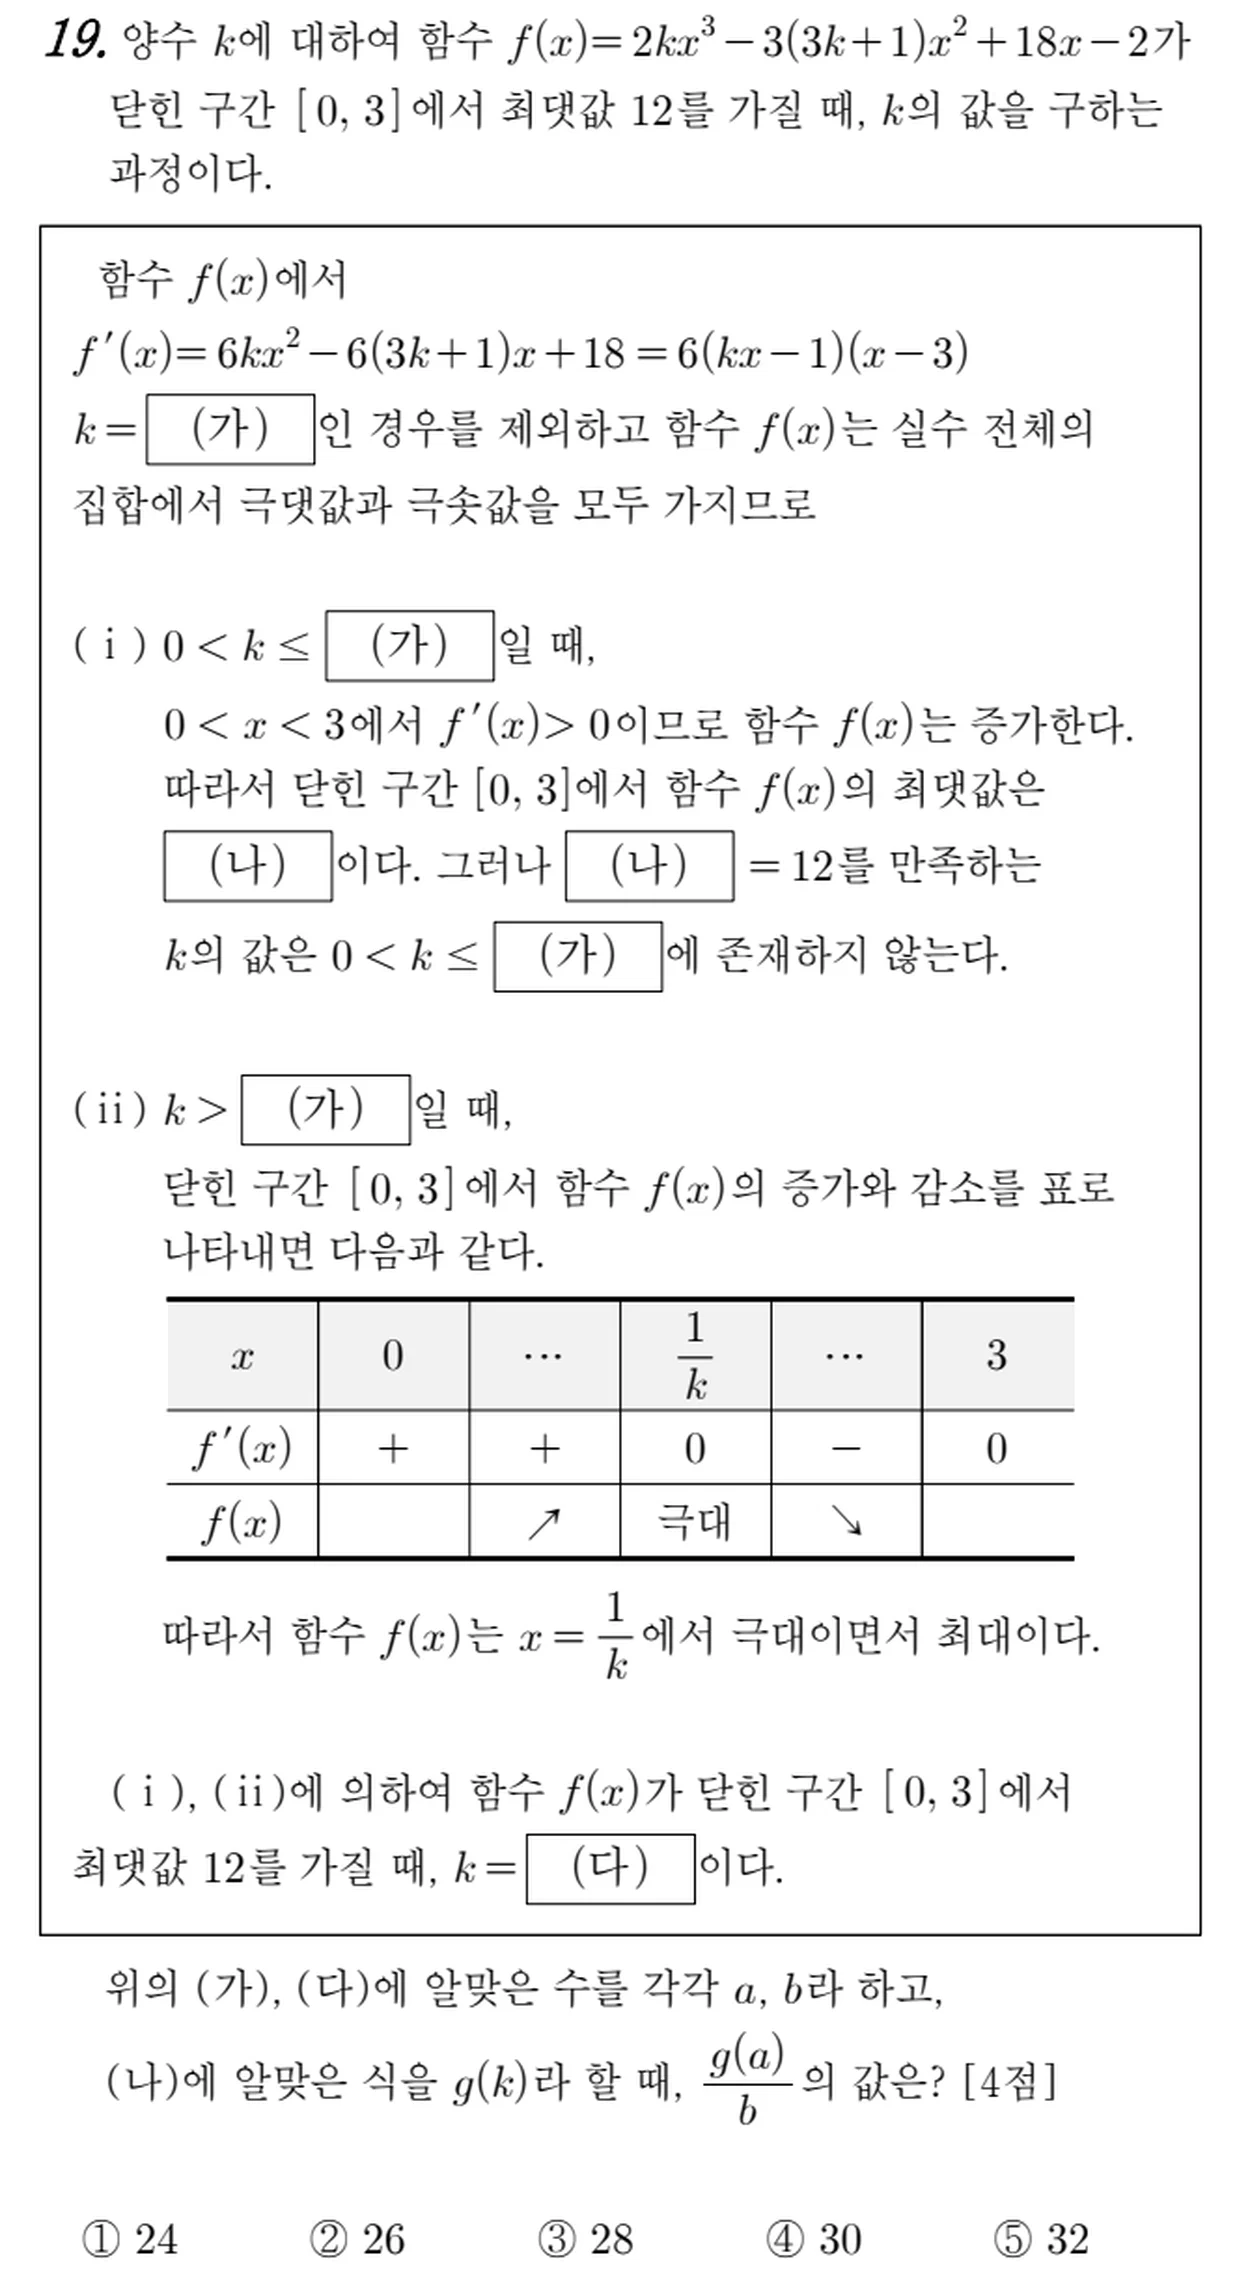 19. 양수 k에 대하여 함수 f(x)=2kx³−3(3k+1)x²+18x−2가
닫힌 구간 [0, 3]에서 최댓값 12를 가질 때, k의 값을 구하는
과정이다.
함수 f(x)에서
f′(x)=6kx²−6(3k+1)x+18=6(kx−1)(x−3)
k= (가) 인 경우를 제외하고 함수 f(x)는 실수 전체의
집합에서 극댓값과 극솟값을 모두 가지므로
(ⅰ) 0<k≤ (가) 일 때,
0<x<3에서 f′(x)>0이므로 함수 f(x)는 증가한다.
따라서 닫힌 구간 [0, 3]에서 함수 f(x)의 최댓값은
(나) 이다. 그러나 (나) =12를 만족하는
k의 값은 0<k≤ (가) 에 존재하지 않는다.
(ⅱ) k> (가) 일 때,
닫힌 구간 [0, 3]에서 함수 f(x)의 증가와 감소를 표로
나타내면 다음과 같다.
x 0 ⋯ 1/k ⋯ 3
f′(x) + + 0 − 0
f(x) ↗ 극대 ↘
따라서 함수 f(x)는 x=1/k에서 극대이면서 최대이다.
(ⅰ), (ⅱ)에 의하여 함수 f(x)가 닫힌 구간 [0, 3]에서
최댓값 12를 가질 때, k= (다) 이다.
위의 (가), (다)에 알맞은 수를 각각 a, b라 하고,
(나)에 알맞은 식을 g(k)라 할 때, g(a)/b의 값은? [4점]
① 24 ② 26 ③ 28 ④ 30 ⑤ 32